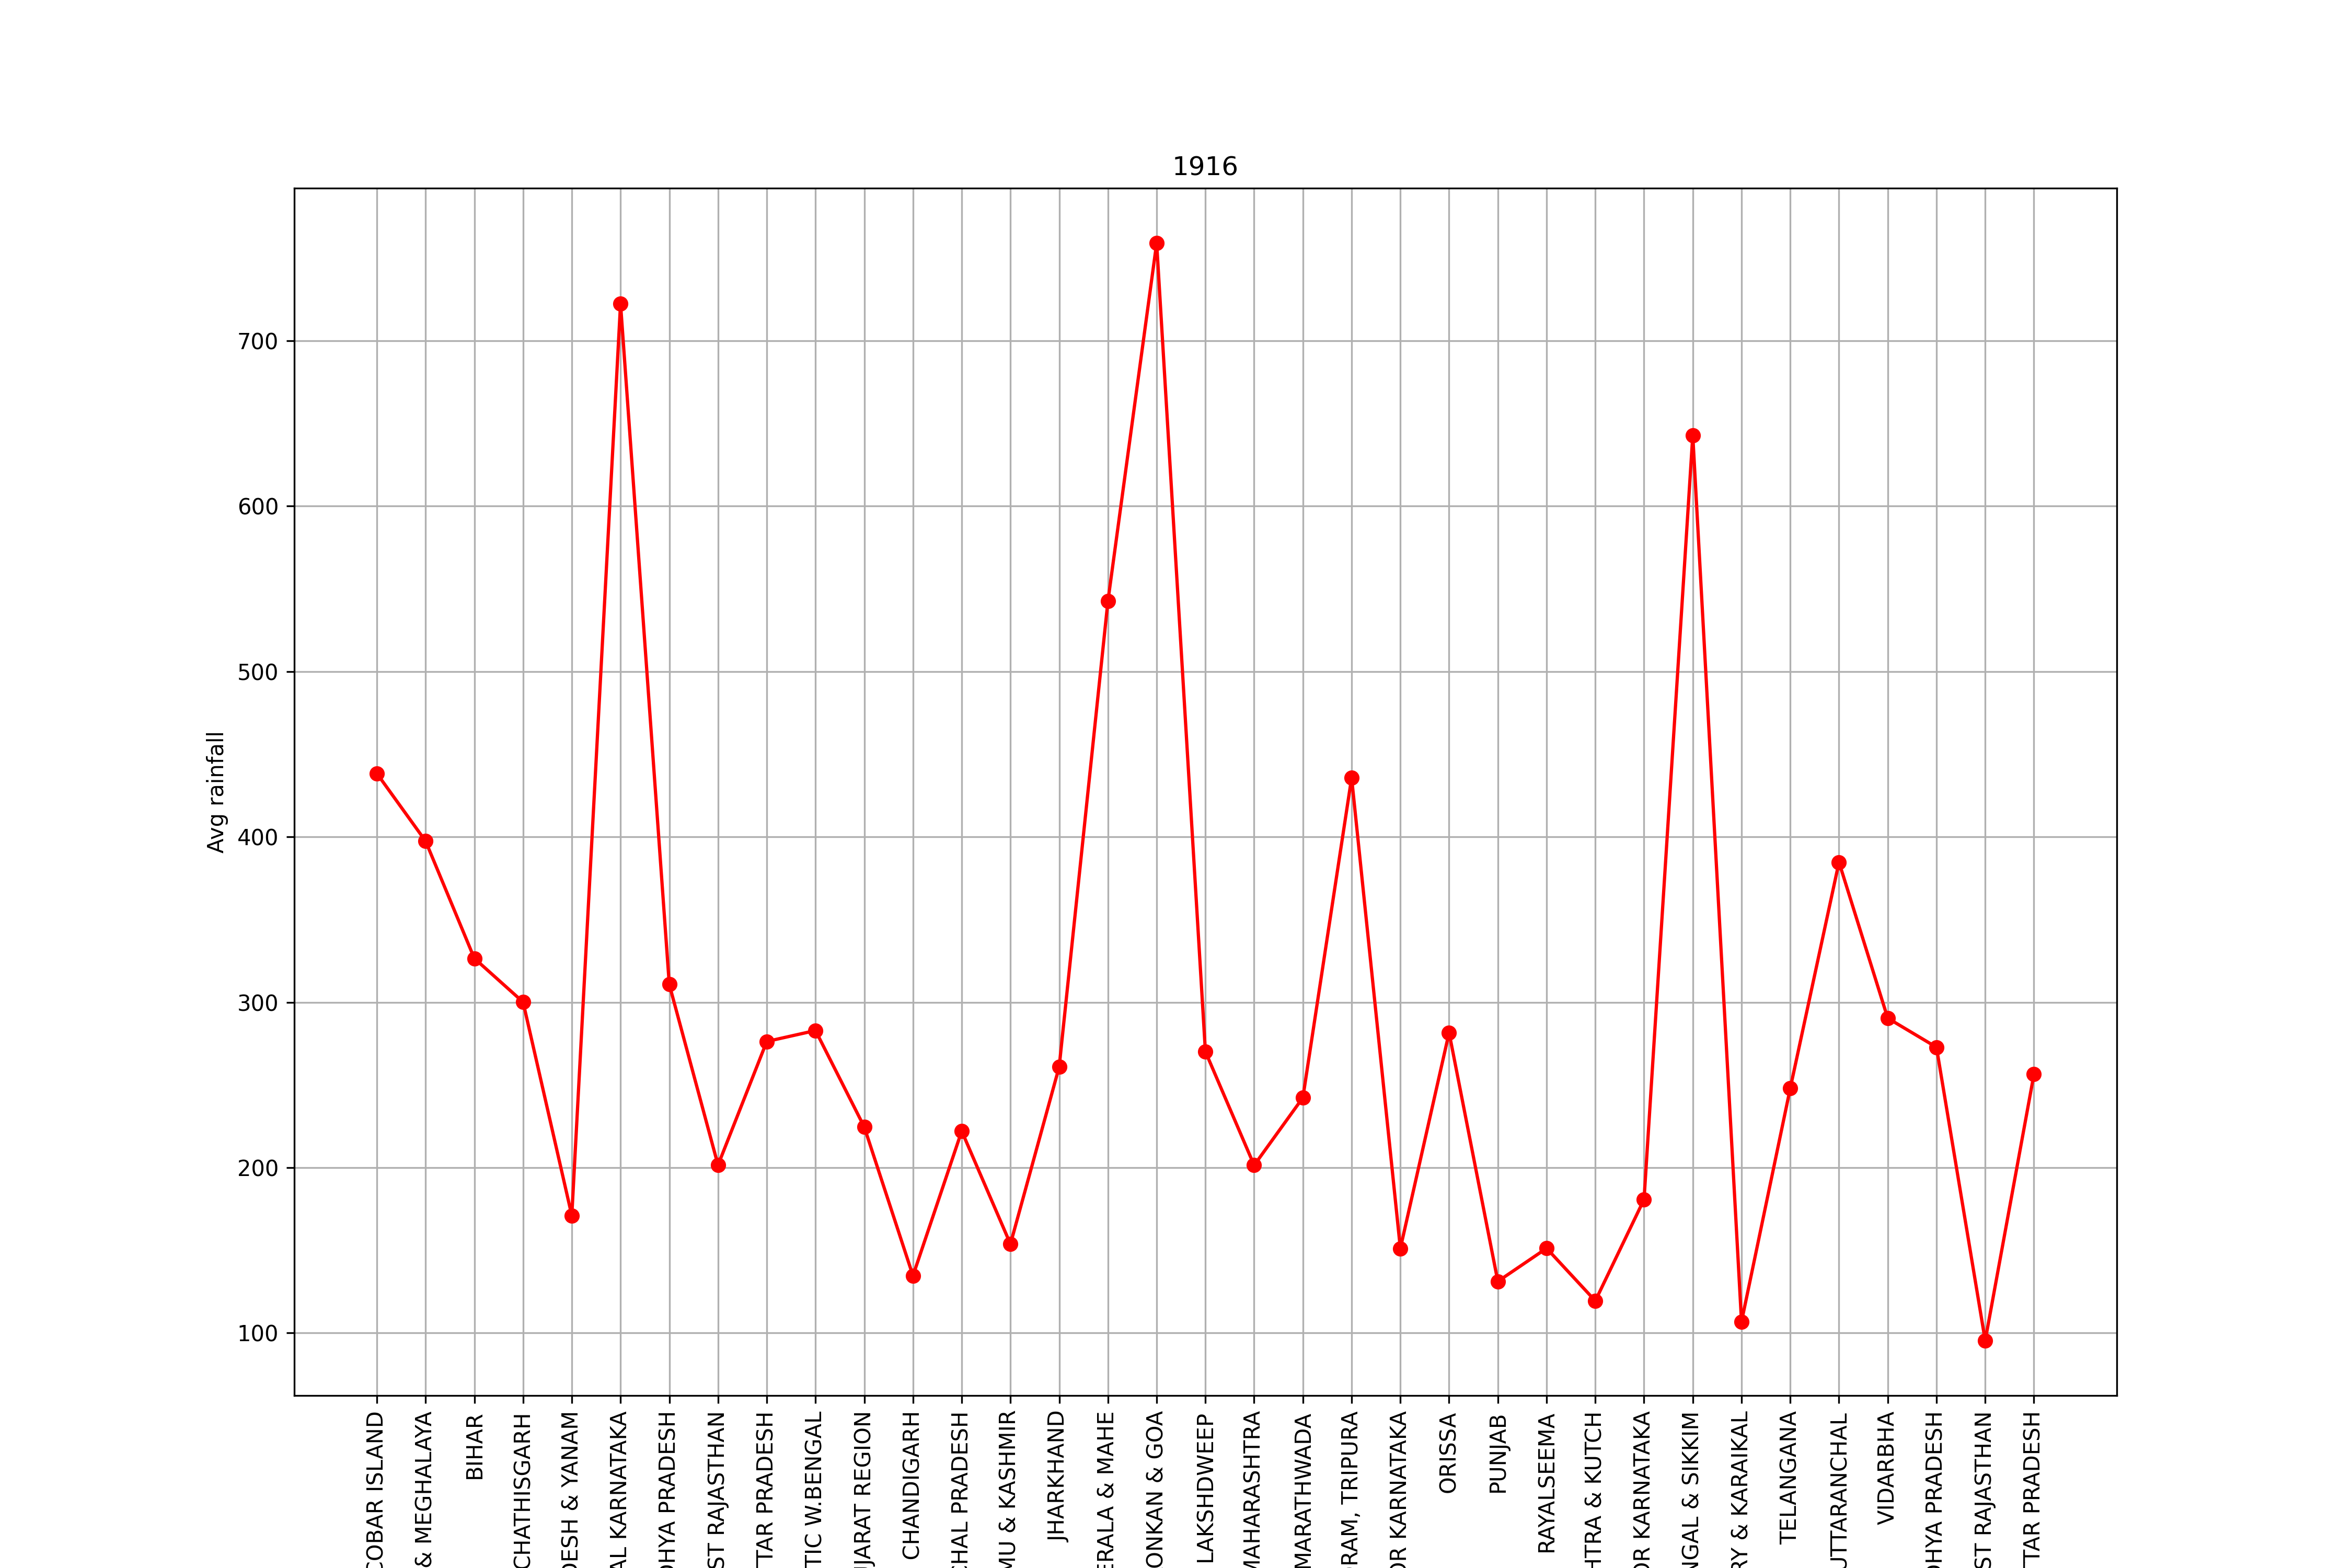 1916
Avg rainfall
700
600
500
400
300
200
100
COBAR ISLAND
& MEGHALAYA
BIHAR
CHATHISGARH
DESH & YANAM
AL KARNATAKA
DHYA PRADESH
ST RAJASTHAN
TTAR PRADESH
TIC W.BENGAL
JARAT REGION
CHANDIGARH
CHAL PRADESH
MU & KASHMIR
JHARKHAND
ERALA & MAHE
ONKAN & GOA
LAKSHDWEEP
MAHARASHTRA
MARATHWADA
RAM, TRIPURA
OR KARNATAKA
ORISSA
PUNJAB
RAYALSEEMA
HTRA & KUTCH
OR KARNATAKA
NGAL & SIKKIM
RY & KARAIKAL
TELANGANA
UTTARANCHAL
VIDARBHA
DHYA PRADESH
ST RAJASTHAN
TTAR PRADESH